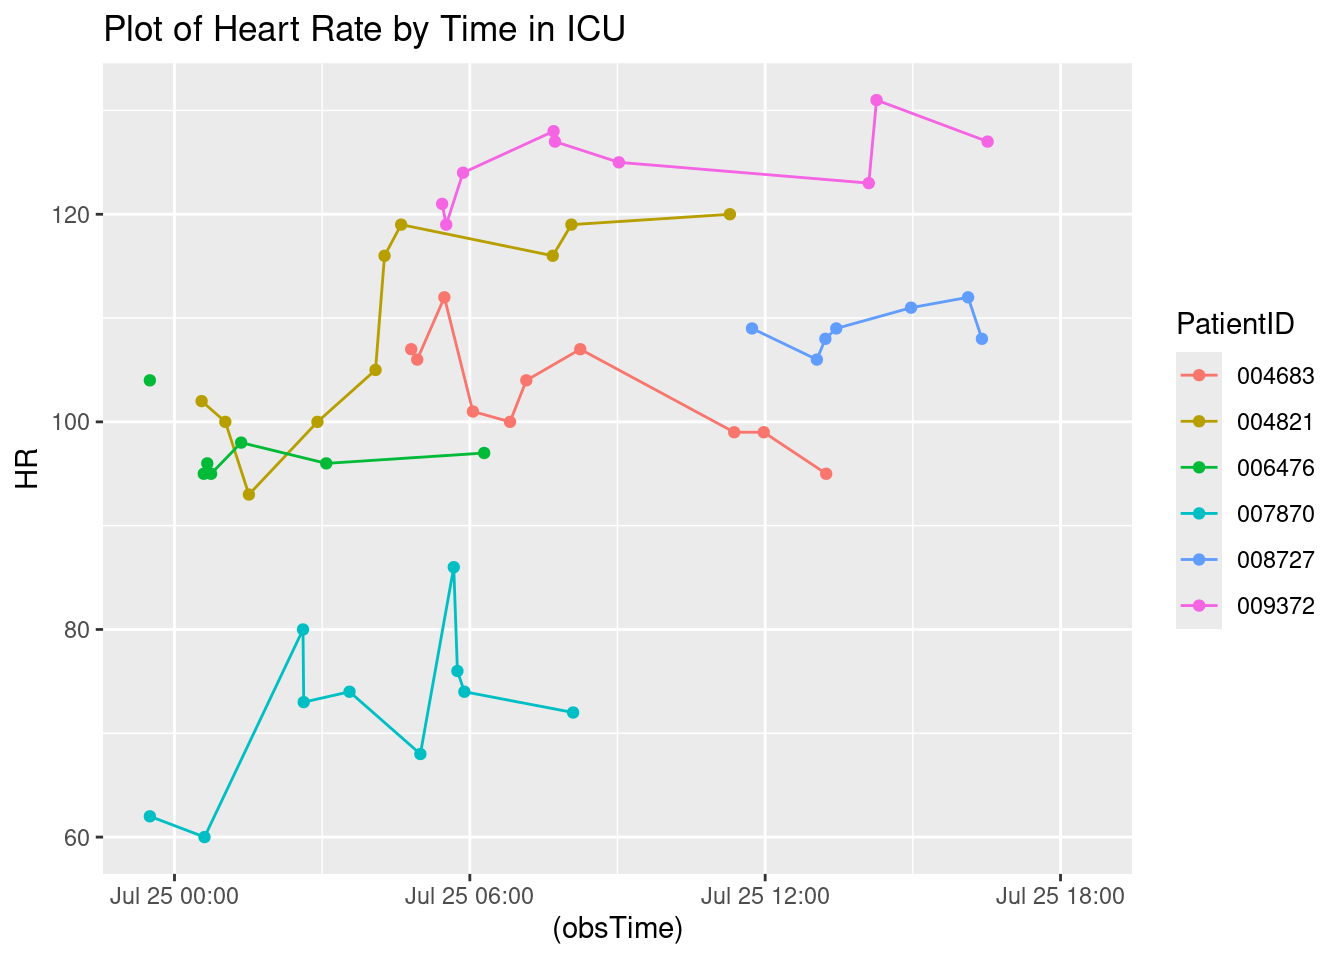 Plot of Heart Rate by Time in ICU
HR
120
100
80
60
Jul 25 00:00
Jul 25 06:00
Jul 25 12:00
Jul 25 18:00
(obsTime)
PatientID
004683
004821
006476
007870
008727
009372